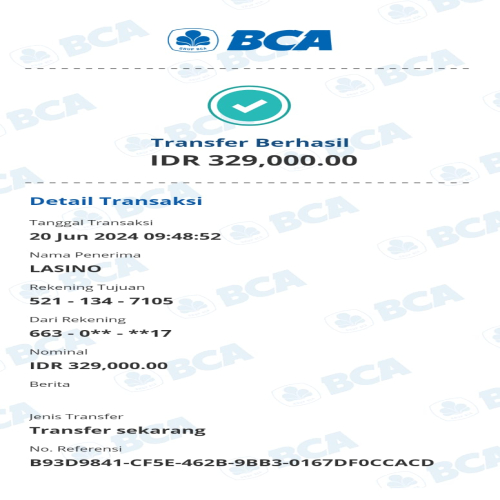 BCA
Transfer Berhasil
IDR 329,000.00
Detail Transaksi
Tanggal Transaksi
20 Jun 2024 09:48:52
Nama Penerima
LASINO
Rekening Tujuan
521 - 134 - 7105
Dari Rekening
663 - 0** - **17
Nominal
IDR 329,000.00
Berita
Jenis Transfer
Transfer sekarang
No. Referensi
B93D9841-CF5E-462B-9BB3-0167DF0CCACD